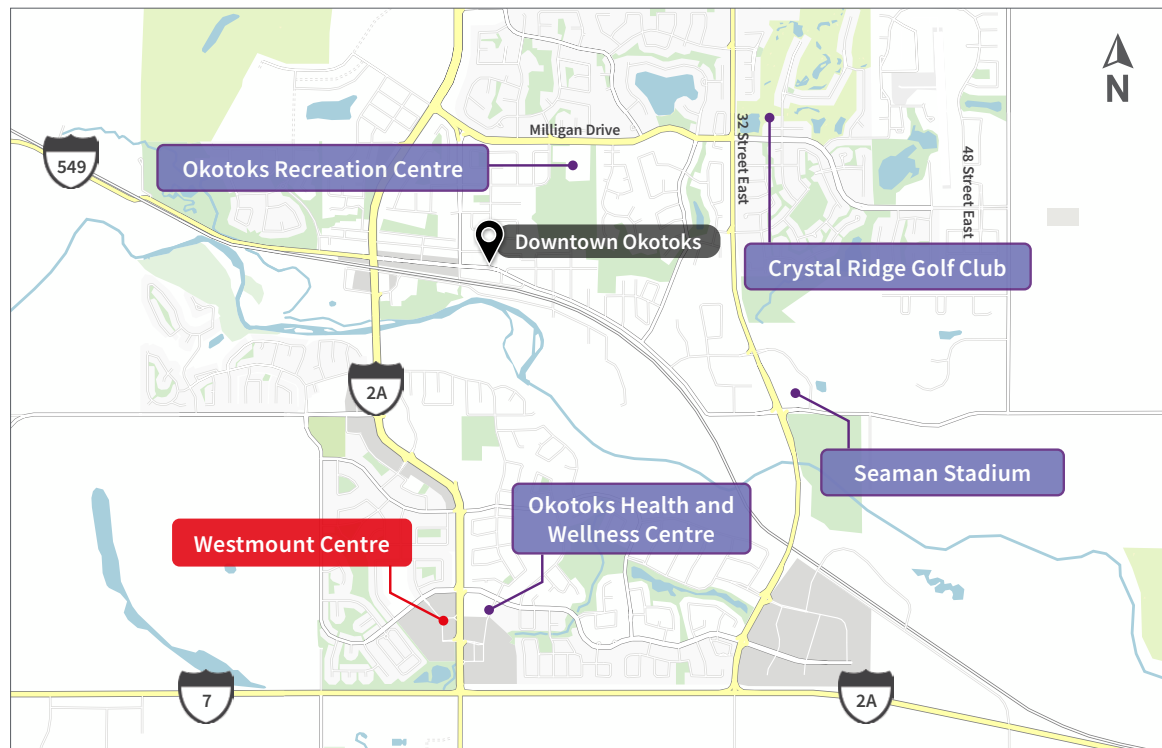 N
Milligan Drive
32 Street East
549
Okotoks Recreation Centre
48 Street East
Downtown Okotoks
Crystal Ridge Golf Club
2A
Seaman Stadium
Okotoks Health and
Wellness Centre
Westmount Centre
7
2A